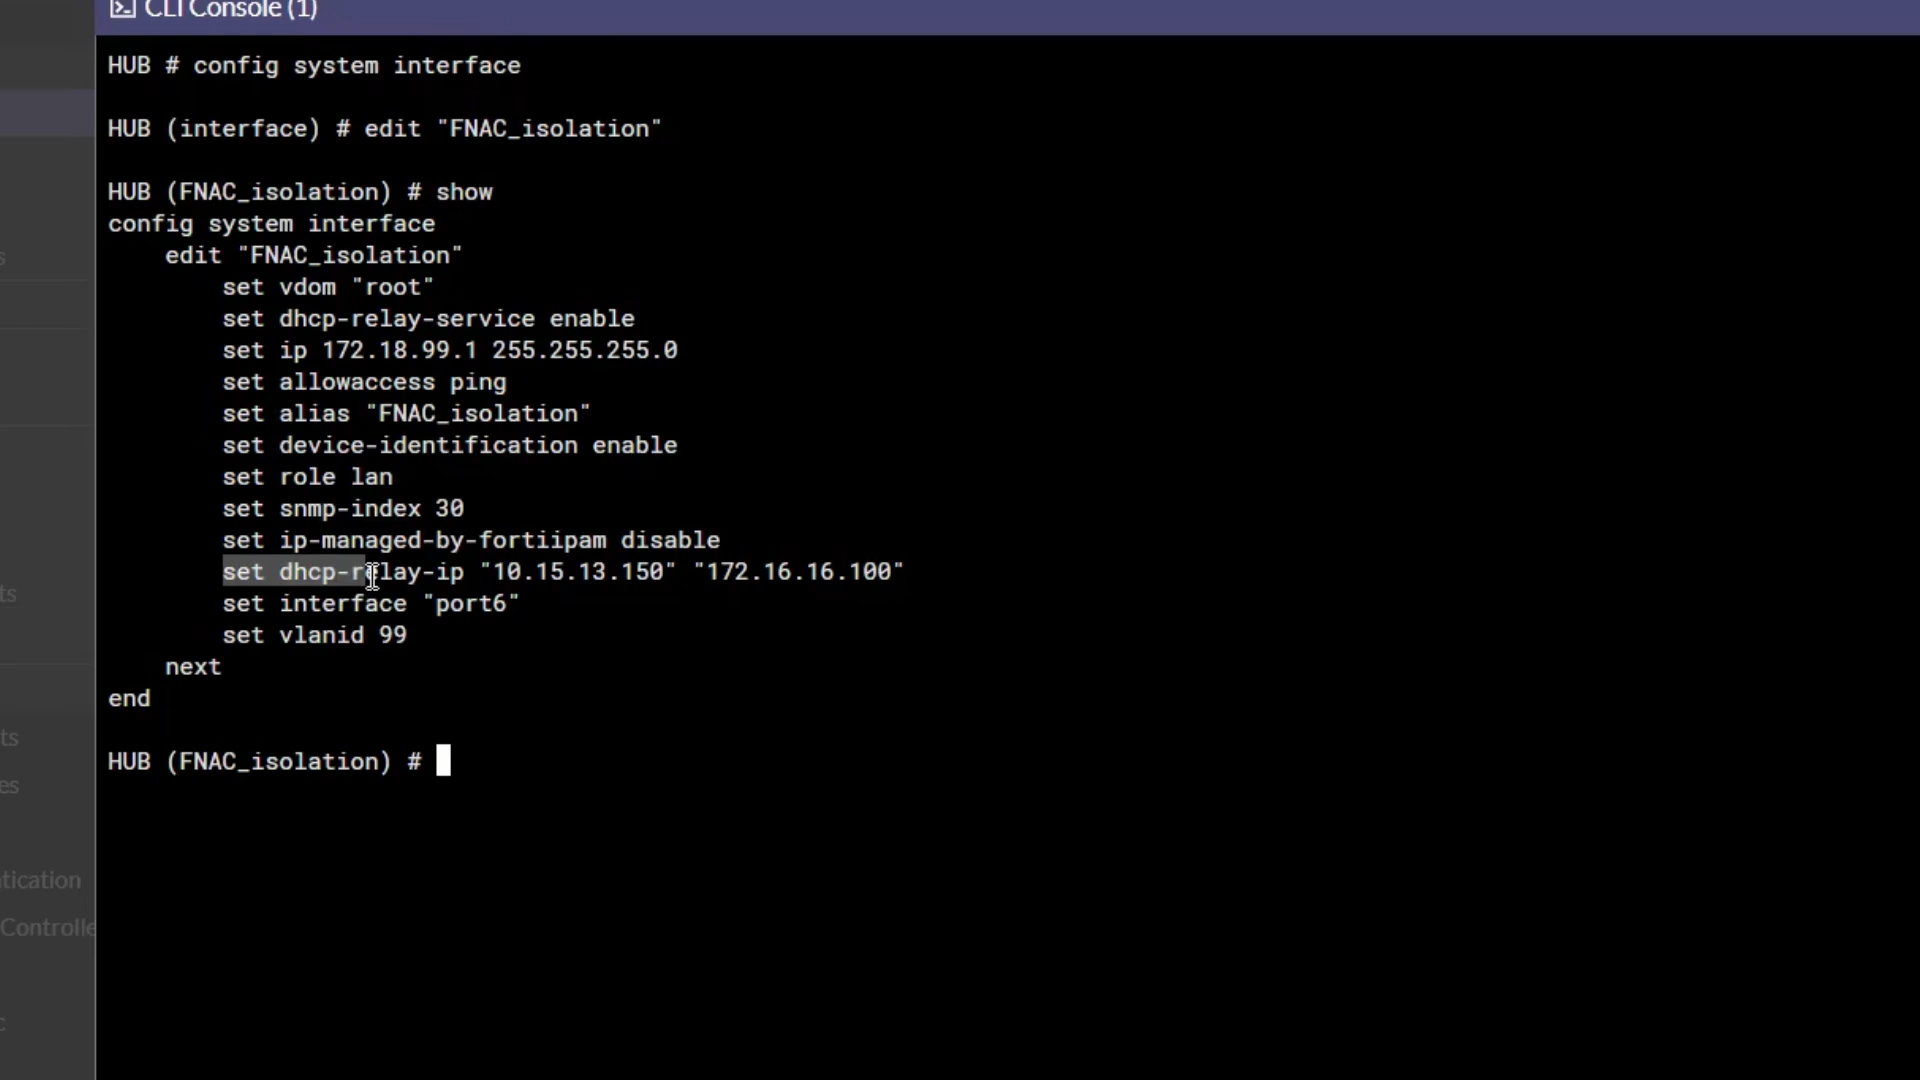 CLI Console (1)
HUB # config system interface
HUB (interface) # edit "FNAC_isolation"
HUB (FNAC_isolation) # show
config system interface
edit "FNAC_isolation"
set vdom "root"
set dhcp-relay-service enable
set ip 172.18.99.1 255.255.255.0
set allowaccess ping
set alias "FNAC_isolation"
set device-identification enable
set role lan
set snmp-index 30
set ip-managed-by-fortiipam disable
set dhcp-relay-ip "10.15.13.150" "172.16.16.100"
set interface "port6"
set vlanid 99
next
end
HUB (FNAC_isolation) #